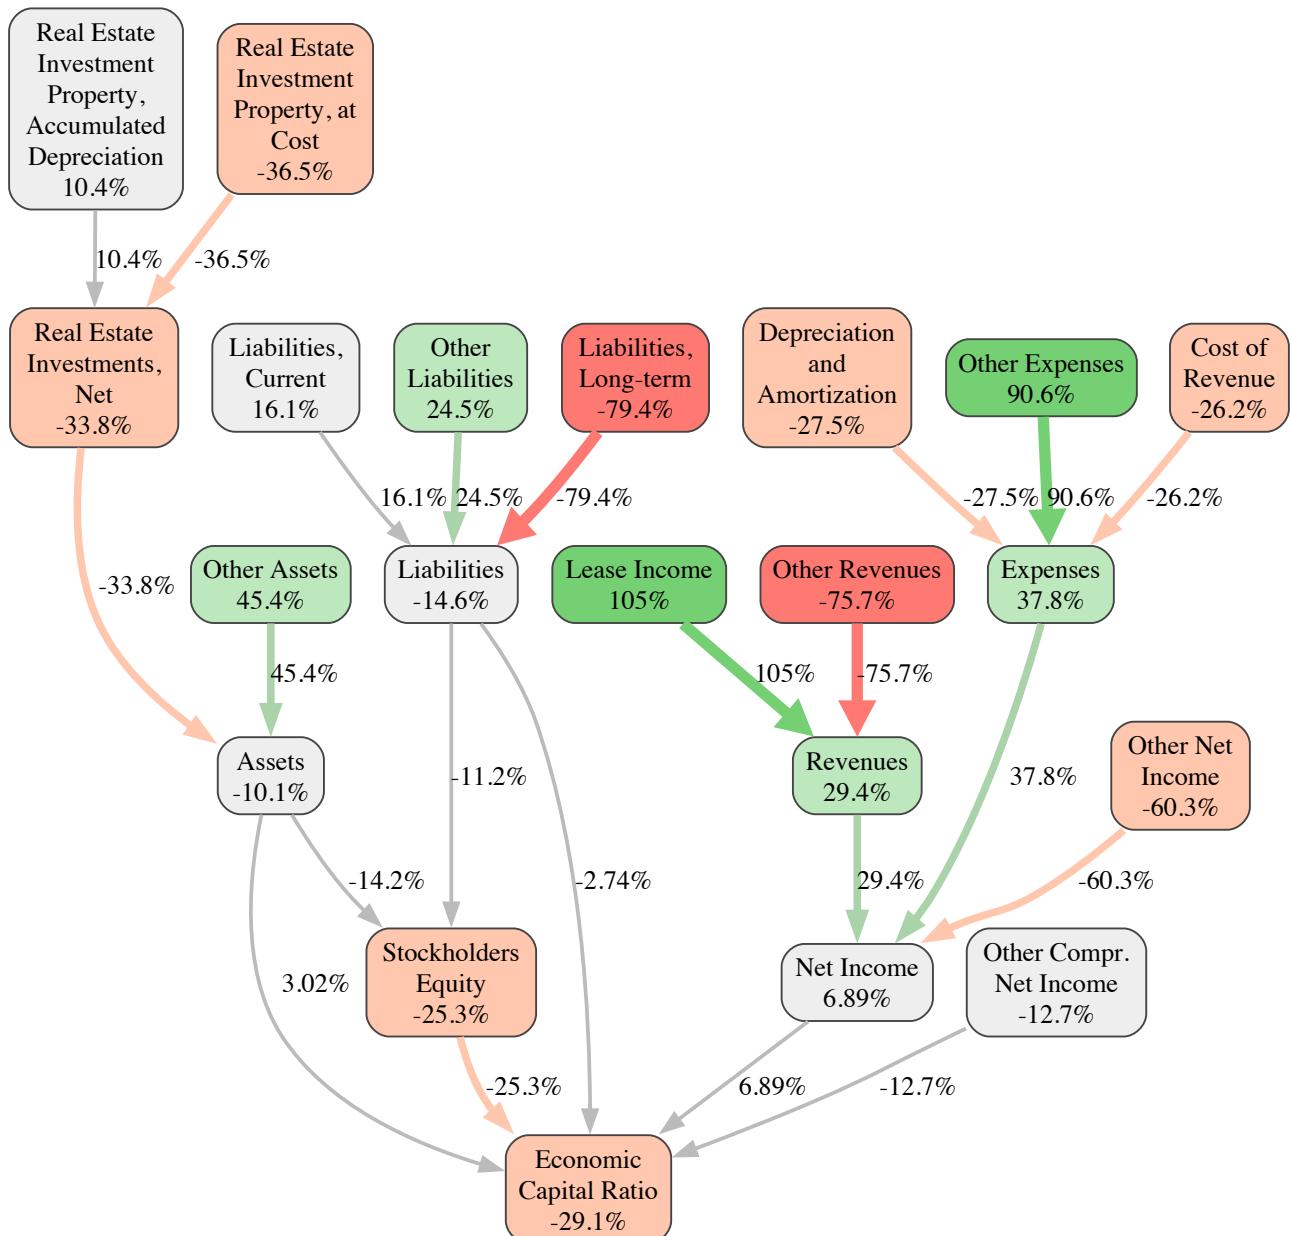 Real Estate
Investment
Property,
Accumulated
Depreciation
10.4%
Real Estate
Investment
Property, at
Cost
-36.5%
10.4%
-36.5%
Real Estate
Investments,
Net
-33.8%
Liabilities,
Current
16.1%
Other
Liabilities
24.5%
Liabilities,
Long-term
-79.4%
Depreciation
and
Amortization
-27.5%
Other Expenses
90.6%
Cost of
Revenue
-26.2%
16.1%
24.5%
-79.4%
-27.5%
90.6%
-26.2%
-33.8%
Other Assets
45.4%
Liabilities
-14.6%
Lease Income
105%
Other Revenues
-75.7%
Expenses
37.8%
45.4%
105%
-75.7%
Assets
-10.1%
-11.2%
Revenues
29.4%
37.8%
Other Net
Income
-60.3%
-14.2%
-2.74%
29.4%
-60.3%
3.02%
Stockholders
Equity
-25.3%
Net Income
6.89%
Other Compr.
Net Income
-12.7%
-25.3%
6.89%
-12.7%
Economic
Capital Ratio
-29.1%